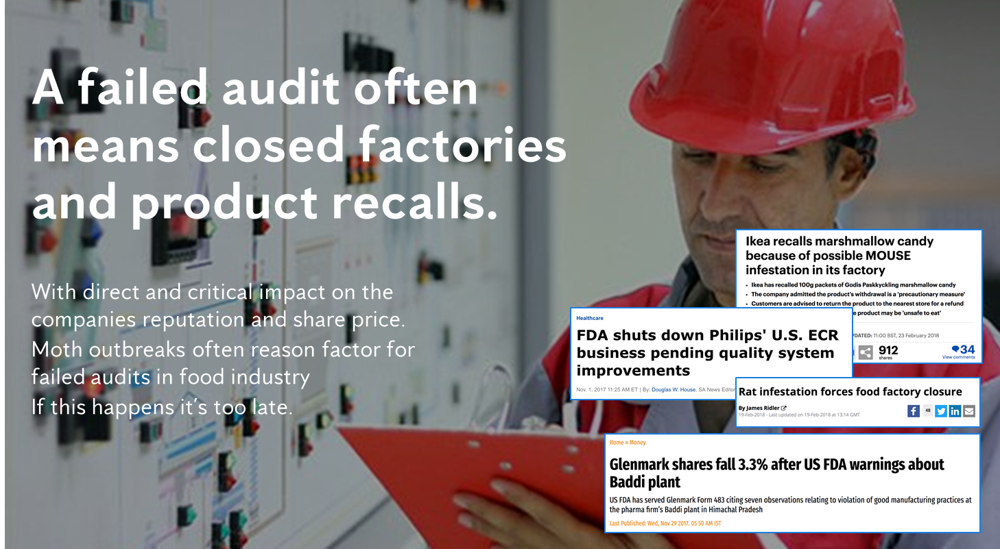 A failed audit often
means closed factories
and product recalls.
With direct and critical impact on the
companies reputation and share price.
Moth outbreaks often reason factor for
failed audits in food industry
If this happens it's too late.
Ikea recalls marshmallow candy
because of possible MOUSE
infestation in its factory
• Ikea has recalled 100g packets of Godis Paskkyckling marshmallow candy
• The company admitted the product's withdrawal is a 'precautionary measure'
• Customers are advised to return the product to the nearest store for a refund
product may be 'unsafe to eat'
11:00 BST, 23 February 2018
912
shares
34
View comments
Healthcare
FDA shuts down Philips' U.S. ECR
business pending quality system
improvements
Nov. 1, 2017 11:25 AM ET | By: Douglas W. House, SA News Editor
Rat infestation forces food factory closure
By James Ridler
19-Feb-2018 - Last updated on 19-Feb-2018 at 13:14 GMT
48
Home » Money
Glenmark shares fall 3.3% after US FDA warnings about
Baddi plant
US FDA has served Glenmark Form 483 citing seven observations relating to violation of good manufacturing practices at
the pharma firm's Baddi plant in Himachal Pradesh
Last Published: Wed, Nov 29 2017. 05 50 AM IST